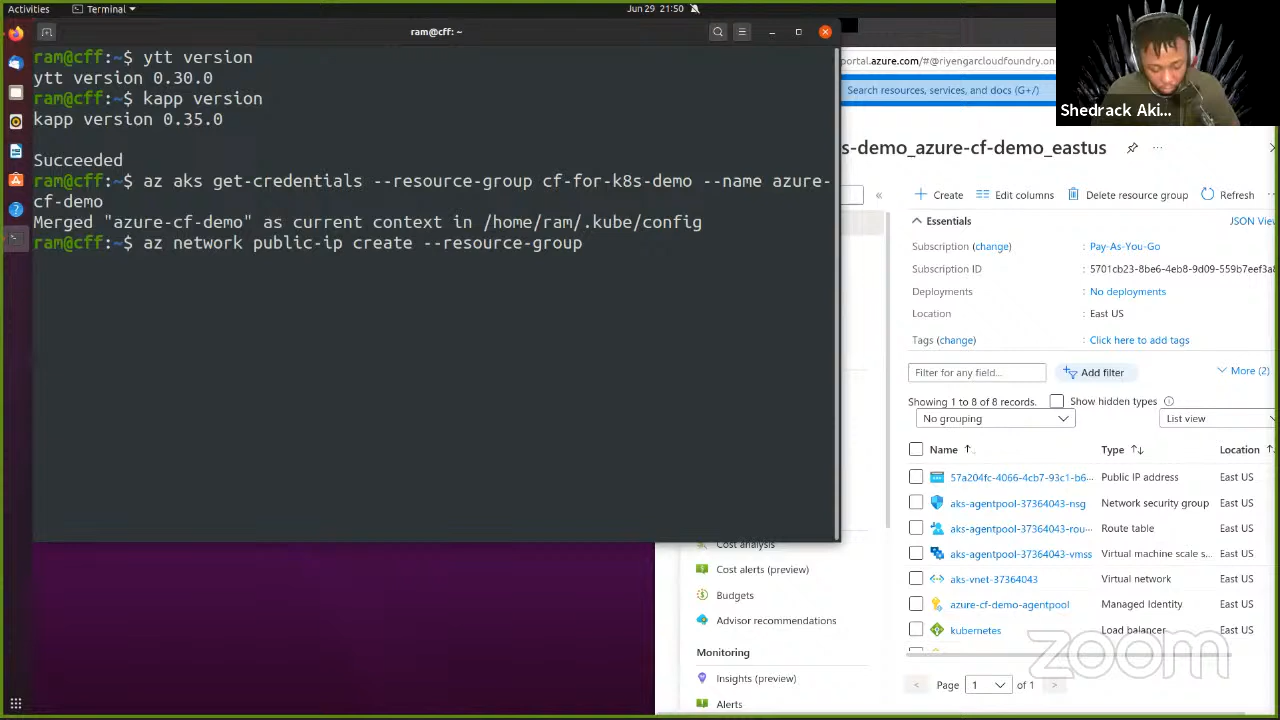 Activities
Terminal
Jun 29 21:50
ram@cff: ~
ram@cff:~$ ytt version
ytt version 0.30.0
ram@cff:~$ kapp version
kapp version 0.35.0
Succeeded
ram@cff:~$ az aks get-credentials --resource-group cf-for-k8s-demo --name azure-
cf-demo
Merged "azure-cf-demo" as current context in /home/ram/.kube/config
ram@cff:~$ az network public-ip create --resource-group
portal.azure.com/#@riyengarcloudfoundry.on
Search resources, services, and docs (G+/)
Shedrack Aki...
s-demo_azure-cf-demo_eastus
Create
Edit columns
Delete resource group
Refresh
Essentials
JSON View
Subscription (change)
: Pay-As-You-Go
Subscription ID
: 5701cb23-8be6-4eb8-9d09-559b7eef3a8
Deployments
: No deployments
Location
: East US
Tags (change)
: Click here to add tags
Filter for any field...
Add filter
More (2)
Showing 1 to 8 of 8 records.
Show hidden types
No grouping
List view
Name
Type
Location
57a204fc-4066-4cb7-93c1-b6...
Public IP address
East US
aks-agentpool-37364043-nsg
Network security group
East US
aks-agentpool-37364043-rou...
Route table
East US
aks-agentpool-37364043-vmss
Virtual machine scale s...
East US
aks-vnet-37364043
Virtual network
East US
azure-cf-demo-agentpool
Managed Identity
East US
kubernetes
Load balancer
East US
Page
1
of 1
Cost analysis
Cost alerts (preview)
Budgets
Advisor recommendations
Monitoring
Insights (preview)
Alerts
zoom